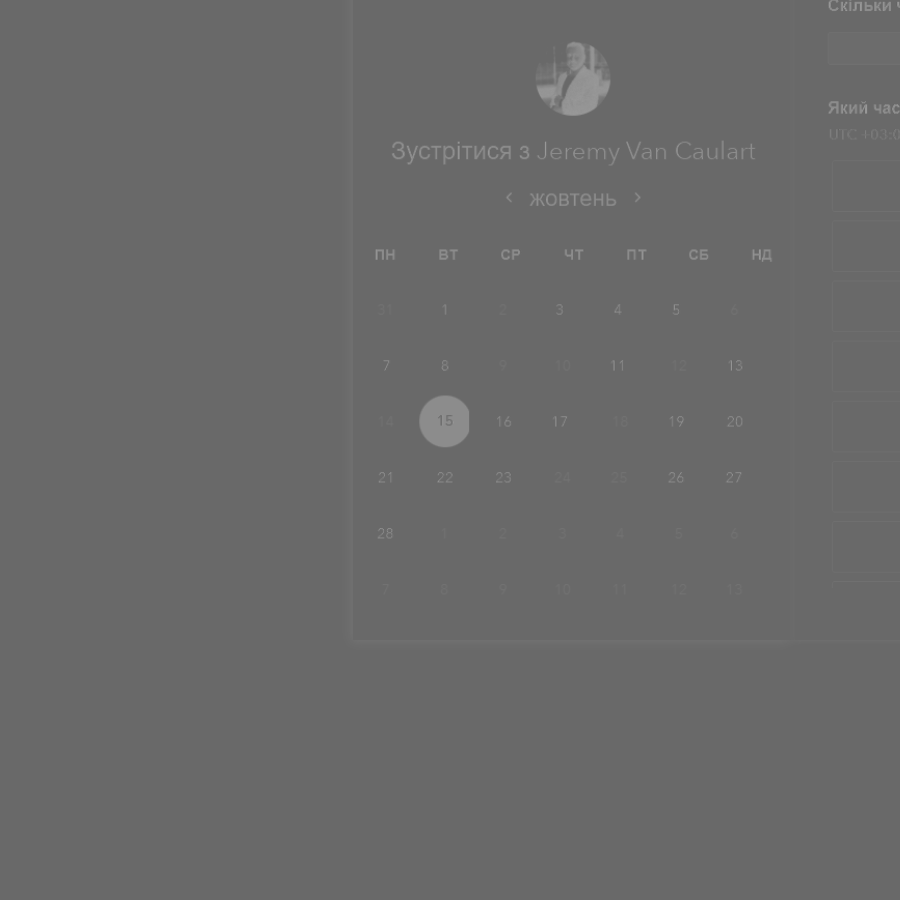 Зустрітися з Jeremy Van Caulart
жовтень
ПН ВТ СР ЧТ ПТ СБ НД
31 1 2 3 4 5 6
7 8 9 10 11 12 13
14 15 16 17 18 19 20
21 22 23 24 25 26 27
28 1 2 3 4 5 6
7 8 9 10 11 12 13
Скільки
Який час
UTC +03:0